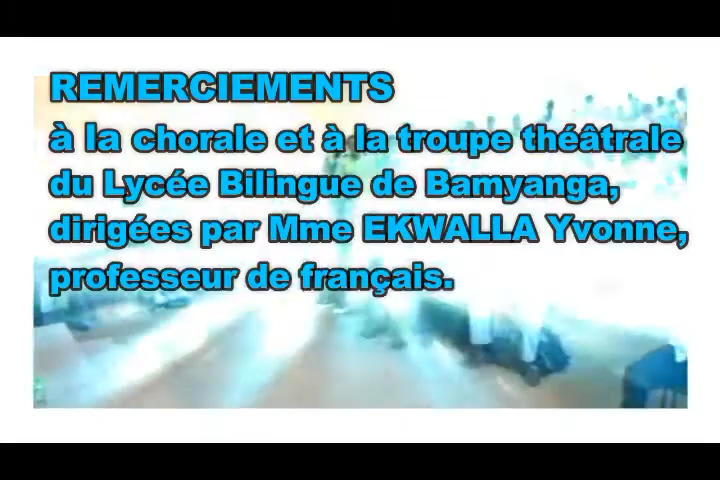 REMERCIEMENTS
à la chorale et à la troupe théâtrale
du Lycée Bilingue de Bamyanga,
dirigées par Mme EKWALLA Yvonne,
professeur de français.